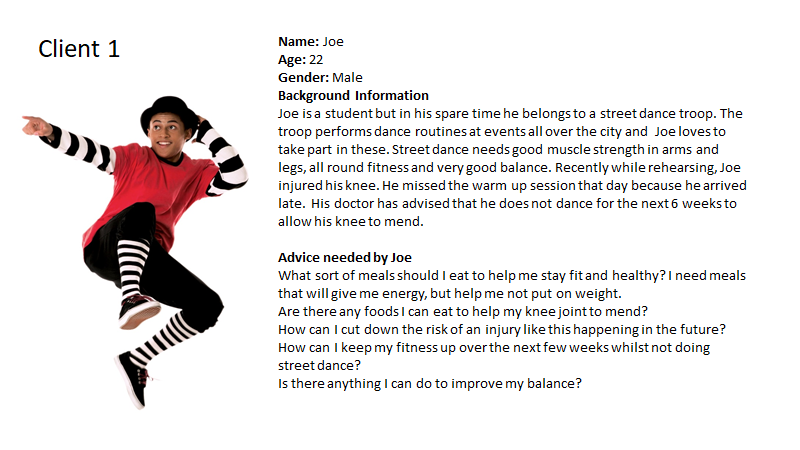 Client 1
Name: Joe
Age: 22
Gender: Male
Background Information
Joe is a student but in his spare time he belongs to a street dance troop. The
troop performs dance routines at events all over the city and Joe loves to
take part in these. Street dance needs good muscle strength in arms and
legs, all round fitness and very good balance. Recently while rehearsing, Joe
injured his knee. He missed the warm up session that day because he arrived
late. His doctor has advised that he does not dance for the next 6 weeks to
allow his knee to mend.
Advice needed by Joe
What sort of meals should I eat to help me stay fit and healthy? I need meals
that will give me energy, but help me not put on weight.
Are there any foods I can eat to help my knee joint to mend?
How can I cut down the risk of an injury like this happening in the future?
How can I keep my fitness up over the next few weeks whilst not doing
street dance?
Is there anything I can do to improve my balance?